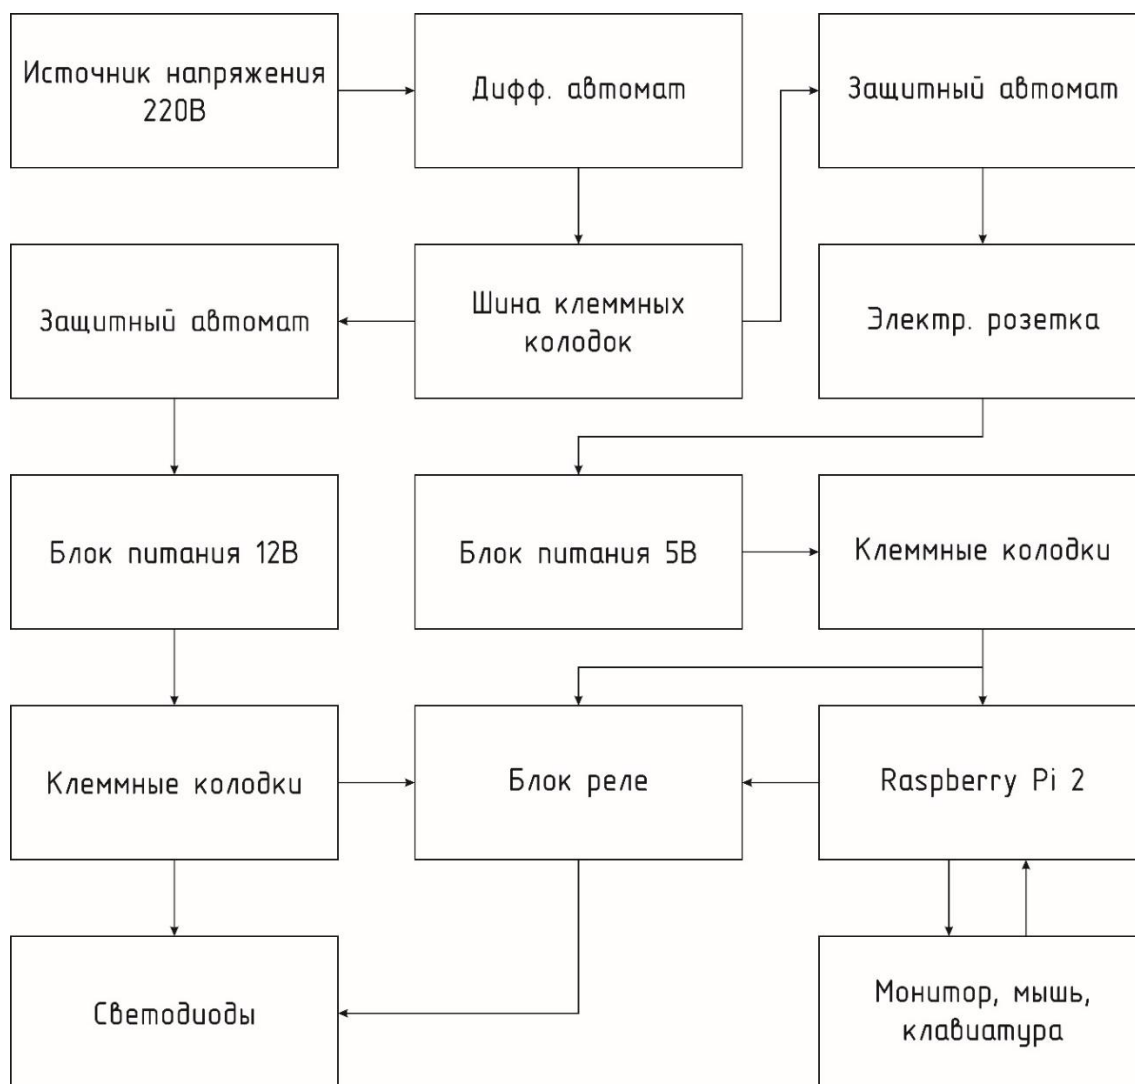 Источник напряжения
220В
Дифф. автомат
Защитный автомат
Защитный автомат
Шина клеммных
колодок
Электр. розетка
Блок питания 12В
Блок питания 5В
Клеммные колодки
Клеммные колодки
Блок реле
Raspberry Pi 2
Светодиоды
Монитор, мышь,
клавиатура